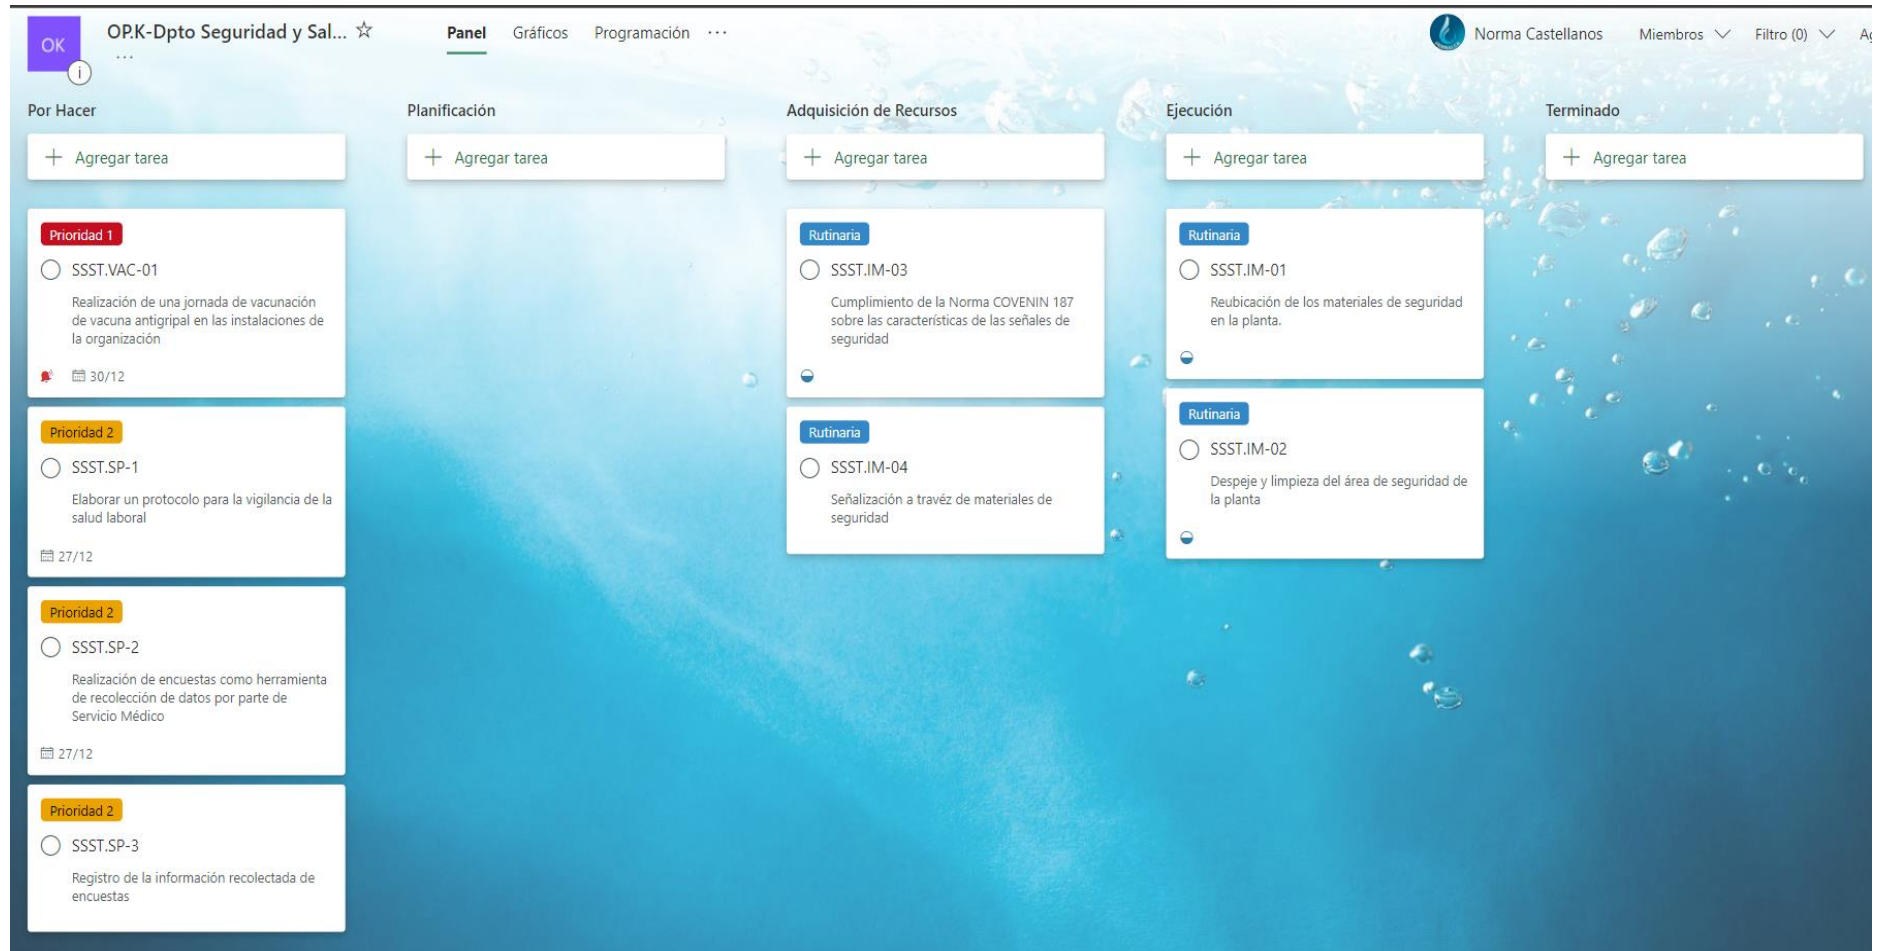 OK
OP.K-Dpto Seguridad y Sal...
...
i
Panel
Gráficos
Programación
...
Norma Castellanos
Miembros
Filtro (0)
Por Hacer
+ Agregar tarea
Prioridad 1
SSST.VAC-01
Realización de una jornada de vacunación
de vacuna antigripal en las instalaciones de
la organización
30/12
Prioridad 2
SSST.SP-1
Elaborar un protocolo para la vigilancia de la
salud laboral
27/12
Prioridad 2
SSST.SP-2
Realización de encuestas como herramienta
de recolección de datos por parte de
Servicio Médico
27/12
Prioridad 2
SSST.SP-3
Registro de la información recolectada de
encuestas
Planificación
+ Agregar tarea
Adquisición de Recursos
+ Agregar tarea
Rutinaria
SSST.IM-03
Cumplimiento de la Norma COVENIN 187
sobre las características de las señales de
seguridad
Rutinaria
SSST.IM-04
Señalización a travéz de materiales de
seguridad
Ejecución
+ Agregar tarea
Rutinaria
SSST.IM-01
Reubicación de los materiales de seguridad
en la planta.
Rutinaria
SSST.IM-02
Despeje y limpieza del área de seguridad de
la planta
Terminado
+ Agregar tarea